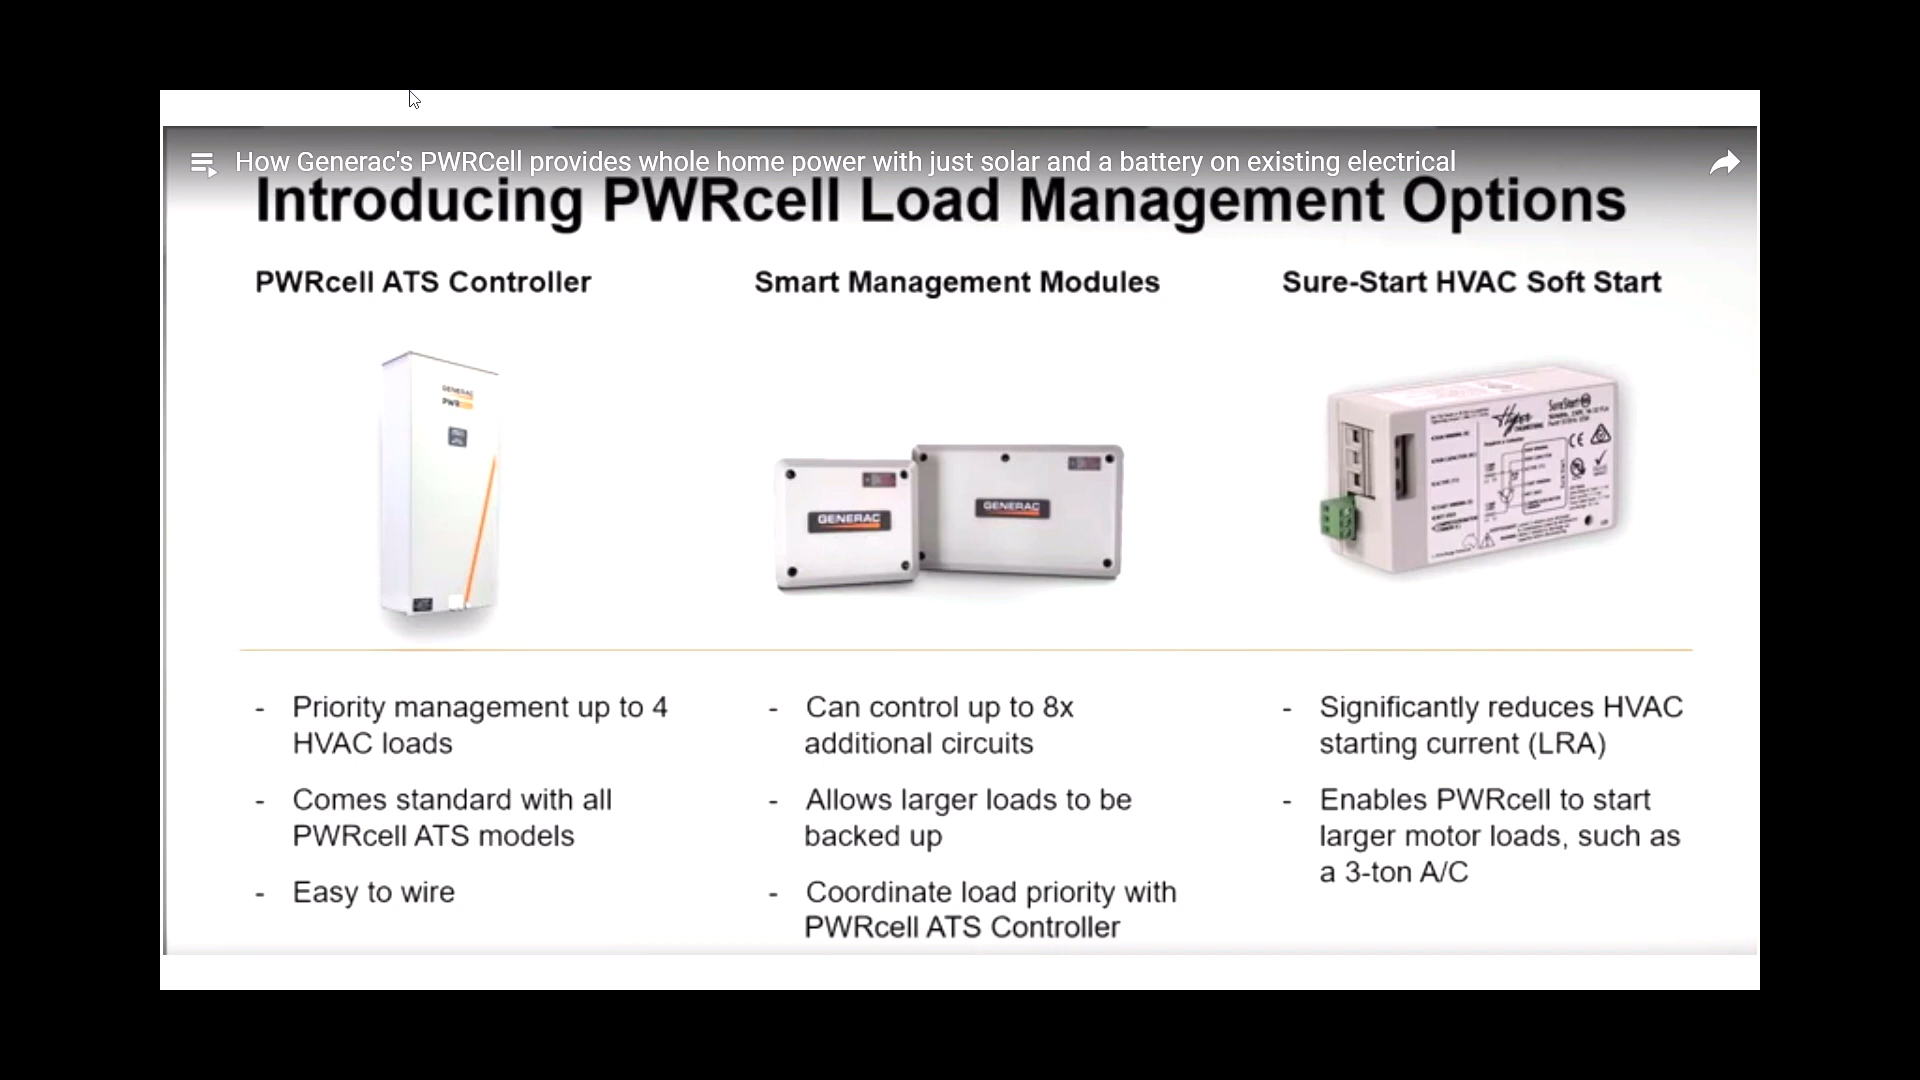 How Generac's PWRCell provides whole home power with just solar and a battery on existing electrical
Introducing PWRcell Load Management Options
PWRcell ATS Controller
Smart Management Modules
Sure-Start HVAC Soft Start
GENERAC
PWR
GENERAC
GENERAC
Hyper
SureStart
- Priority management up to 4
HVAC loads
- Comes standard with all
PWRcell ATS models
- Easy to wire
- Can control up to 8x
additional circuits
- Allows larger loads to be
backed up
- Coordinate load priority with
PWRcell ATS Controller
- Significantly reduces HVAC
starting current (LRA)
- Enables PWRcell to start
larger motor loads, such as
a 3-ton A/C